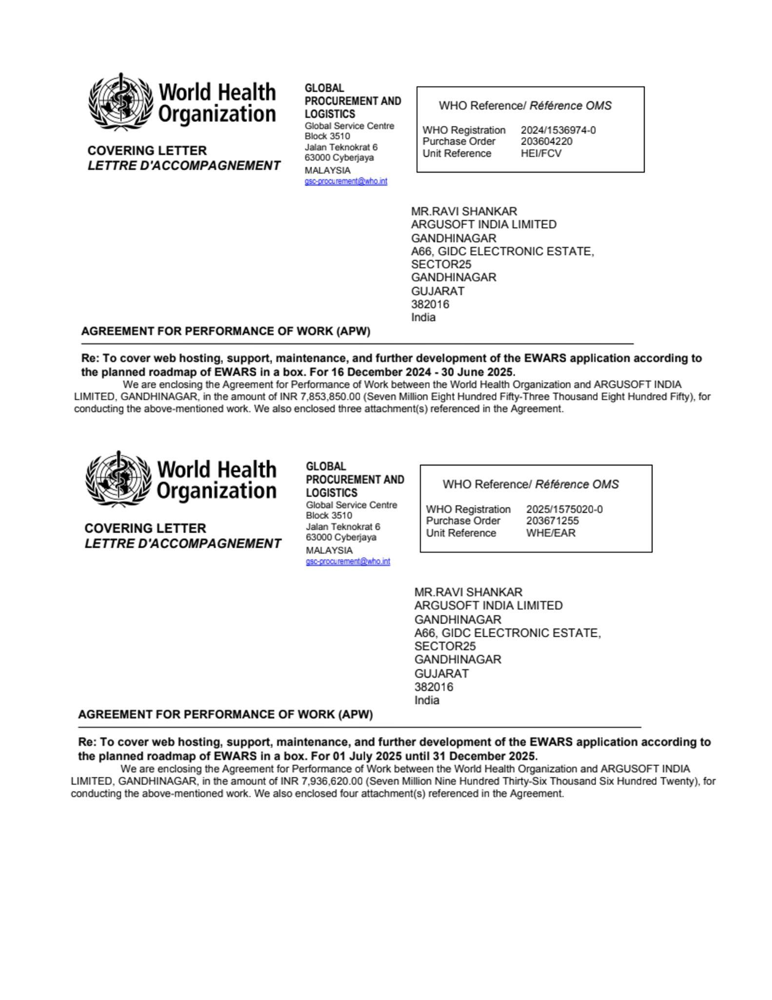 World Health
Organization
COVERING LETTER
LETTRE D'ACCOMPAGNEMENT
GLOBAL
PROCUREMENT AND
LOGISTICS
Global Service Centre
Block 3510
Jalan Teknokrat 6
63000 Cyberjaya
MALAYSIA
gsc-procurement@who.int
WHO Reference/ Référence OMS
WHO Registration 2024/1536974-0
Purchase Order 203604220
Unit Reference HEI/FCV
MR.RAVI SHANKAR
ARGUSOFT INDIA LIMITED
GANDHINAGAR
A66, GIDC ELECTRONIC ESTATE,
SECTOR25
GANDHINAGAR
GUJARAT
382016
India
AGREEMENT FOR PERFORMANCE OF WORK (APW)
Re: To cover web hosting, support, maintenance, and further development of the EWARS application according to
the planned roadmap of EWARS in a box. For 16 December 2024 - 30 June 2025.
We are enclosing the Agreement for Performance of Work between the World Health Organization and ARGUSOFT INDIA
LIMITED, GANDHINAGAR, in the amount of INR 7,853,850.00 (Seven Million Eight Hundred Fifty-Three Thousand Eight Hundred Fifty), for
conducting the above-mentioned work. We also enclosed three attachment(s) referenced in the Agreement.
World Health
Organization
COVERING LETTER
LETTRE D'ACCOMPAGNEMENT
GLOBAL
PROCUREMENT AND
LOGISTICS
Global Service Centre
Block 3510
Jalan Teknokrat 6
63000 Cyberjaya
MALAYSIA
gsc-procurement@who.int
WHO Reference/ Référence OMS
WHO Registration 2025/1575020-0
Purchase Order 203671255
Unit Reference WHE/EAR
MR.RAVI SHANKAR
ARGUSOFT INDIA LIMITED
GANDHINAGAR
A66, GIDC ELECTRONIC ESTATE,
SECTOR25
GANDHINAGAR
GUJARAT
382016
India
AGREEMENT FOR PERFORMANCE OF WORK (APW)
Re: To cover web hosting, support, maintenance, and further development of the EWARS application according to
the planned roadmap of EWARS in a box. For 01 July 2025 until 31 December 2025.
We are enclosing the Agreement for Performance of Work between the World Health Organization and ARGUSOFT INDIA
LIMITED, GANDHINAGAR, in the amount of INR 7,936,620.00 (Seven Million Nine Hundred Thirty-Six Thousand Six Hundred Twenty), for
conducting the above-mentioned work. We also enclosed four attachment(s) referenced in the Agreement.